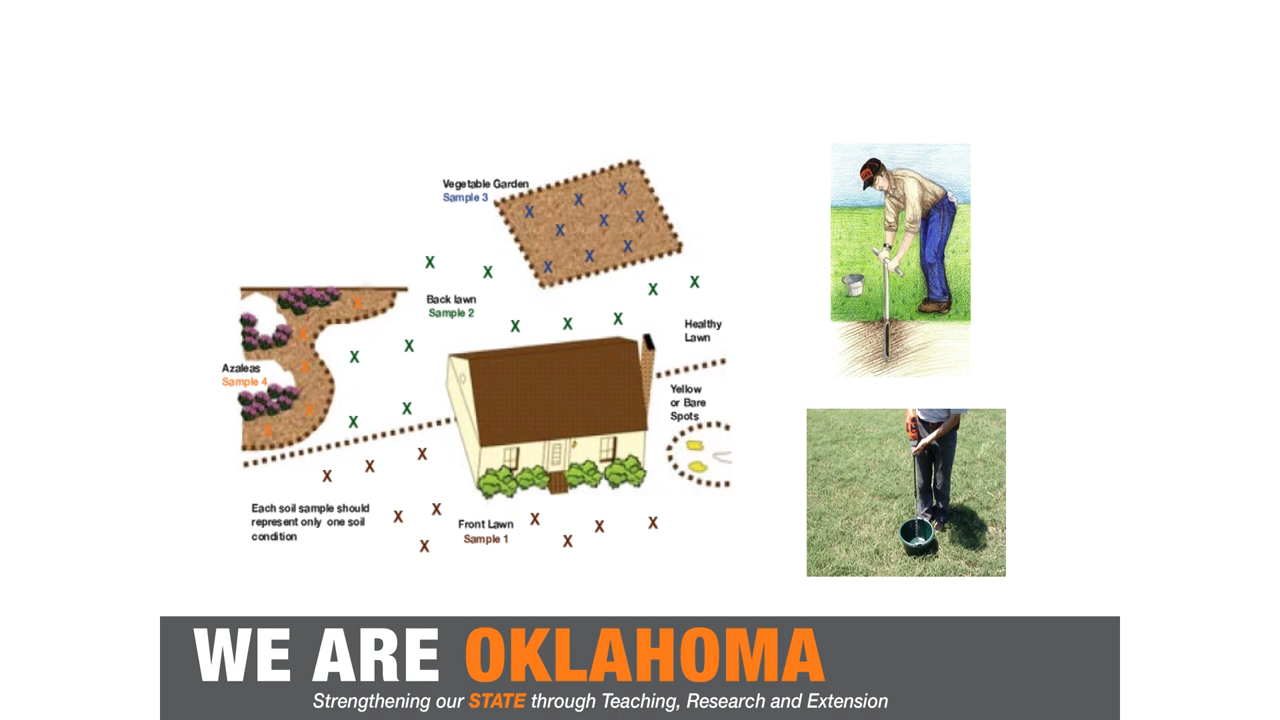 Vegetable Garden
Sample 3
X X X
X X X
X X X
X X
X X
Back lawn
Sample 2
X X X
Healthy
Lawn
X X
Azaleas
Sample 4
X X X X X
Yellow
or Bare
Spots
X X
X X X
Each soil sample should
represent only one soil
condition
X X
Front Lawn
Sample 1
X X X
X X
WE ARE OKLAHOMA
Strengthening our STATE through Teaching, Research and Extension